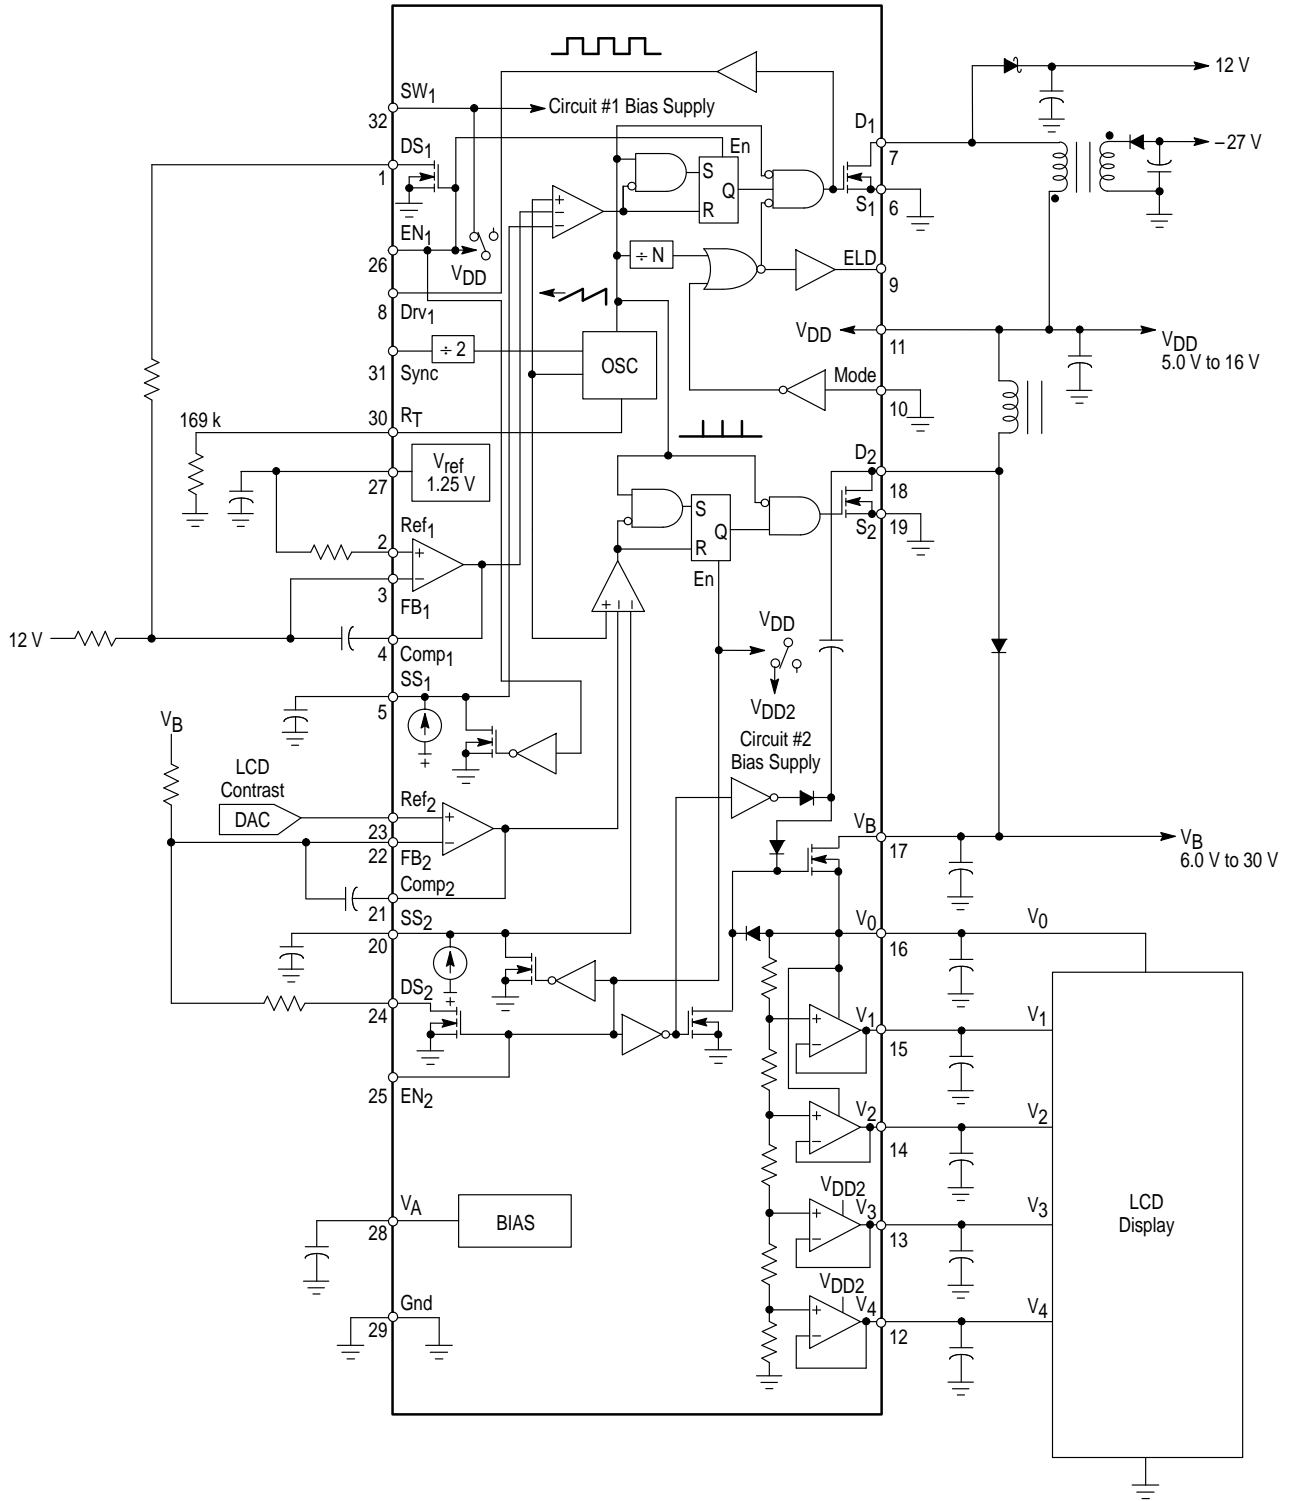 12 V
–27 V
SW1
32
Circuit #1 Bias Supply
DS1
1
En
S
Q
R
D1
7
S1
6
+
–
–
EN1
26
VDD
÷ N
ELD
9
8
Drv1
VDD
11
VDD
5.0 V to 16 V
÷ 2
31
Sync
OSC
Mode
10
169 k
30
RT
Vref
1.25 V
27
D2
18
S
Q
R
En
S2
19
Ref1
2
+
–
3
FB1
+ – –
12 V
4
Comp1
VDD
VDD2
Circuit #2
Bias Supply
SS1
5
+
VB
LCD
Contrast
DAC
Ref2
23
+
–
22
FB2
VB
17
VB
6.0 V to 30 V
Comp2
21
SS2
20
V0
16
V0
+
DS2
24
+
–
V1
15
V1
25
EN2
+
–
V2
14
V2
VA
28
BIAS
VDD2
+
–
V3
13
V3
LCD
Display
Gnd
29
VDD2
+
–
V4
12
V4